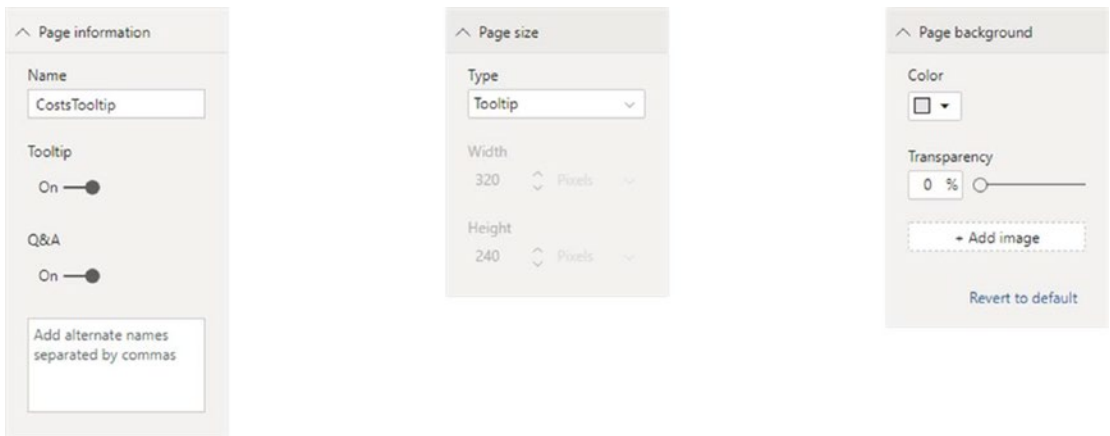 Page information
Name
CostsTooltip
Tooltip
On
Q&A
On
Add alternate names
separated by commas
Page size
Type
Tooltip
Width
320 Pixels
Height
240 Pixels
Page background
Color
Transparency
0 %
+ Add image
Revert to default